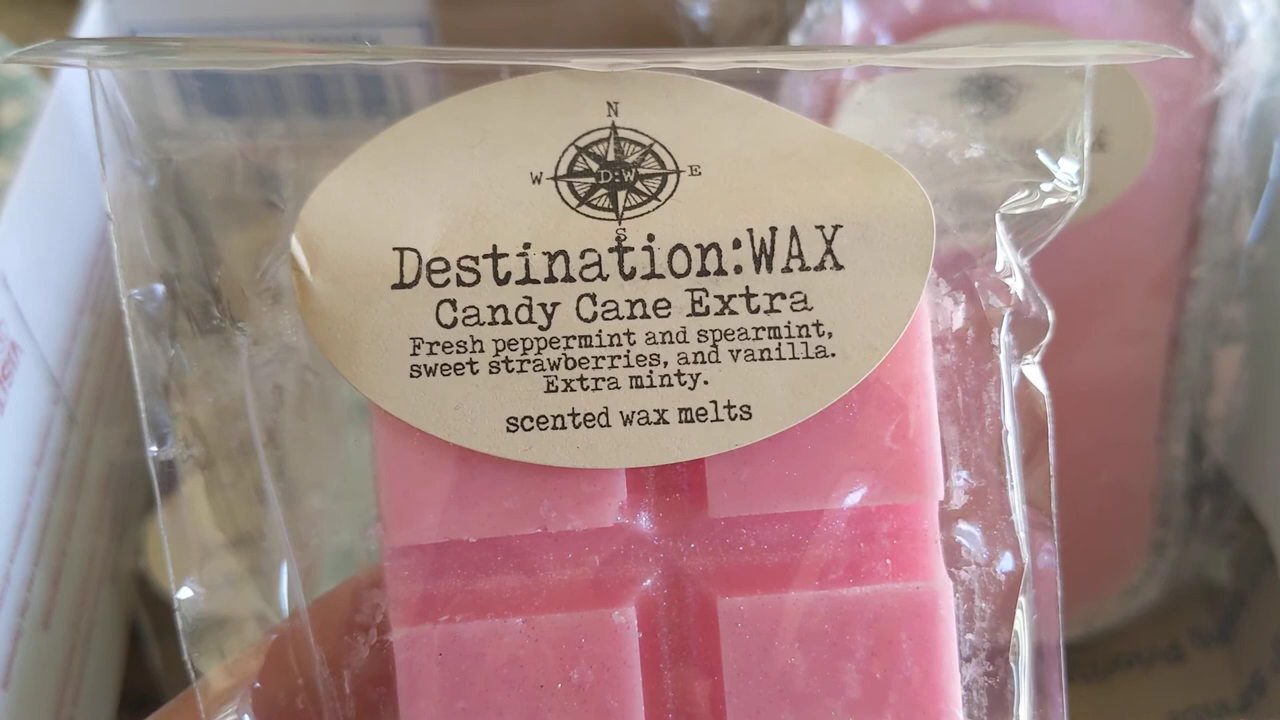 N
W D:W E
S
Destination:WAX
Candy Cane Extra
Fresh peppermint and spearmint,
sweet strawberries, and vanilla.
Extra minty.
scented wax melts